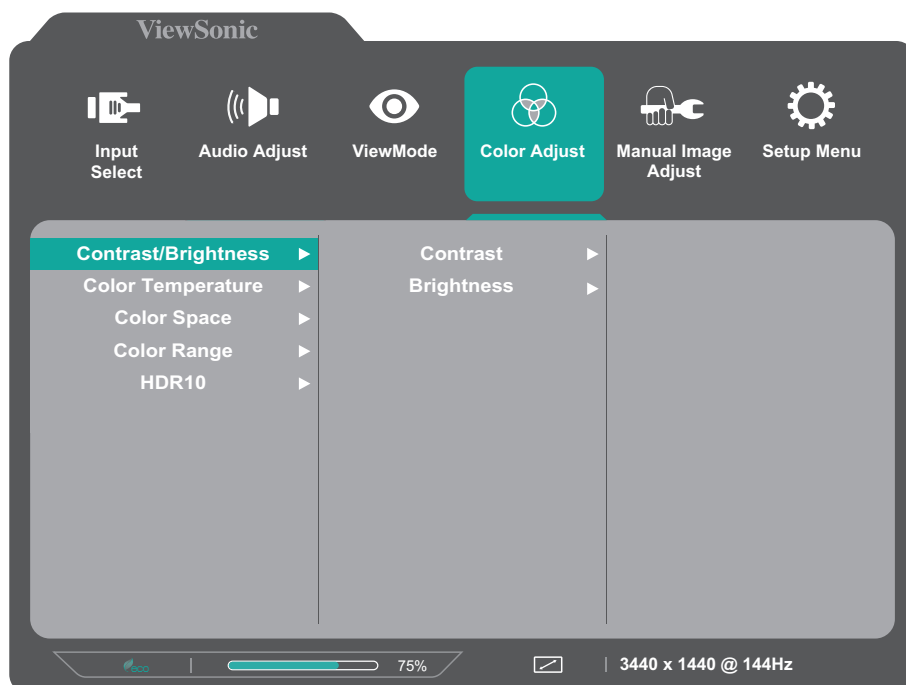 ViewSonic
Input
Select
Audio Adjust
ViewMode
Color Adjust
Manual Image
Adjust
Setup Menu
Contrast/Brightness
Color Temperature
Color Space
Color Range
HDR10
Contrast
Brightness
eco
75%
3440 x 1440 @ 144Hz